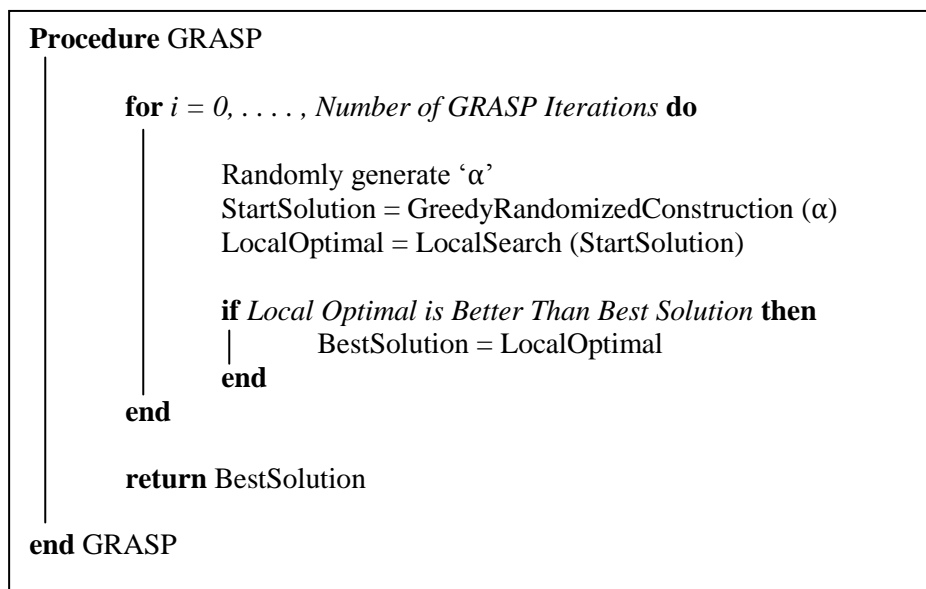 Procedure GRASP
for i = 0, . . . . , Number of GRASP Iterations do
Randomly generate ‘α’
StartSolution = GreedyRandomizedConstruction (α)
LocalOptimal = LocalSearch (StartSolution)
if Local Optimal is Better Than Best Solution then
BestSolution = LocalOptimal
end
end
return BestSolution
end GRASP